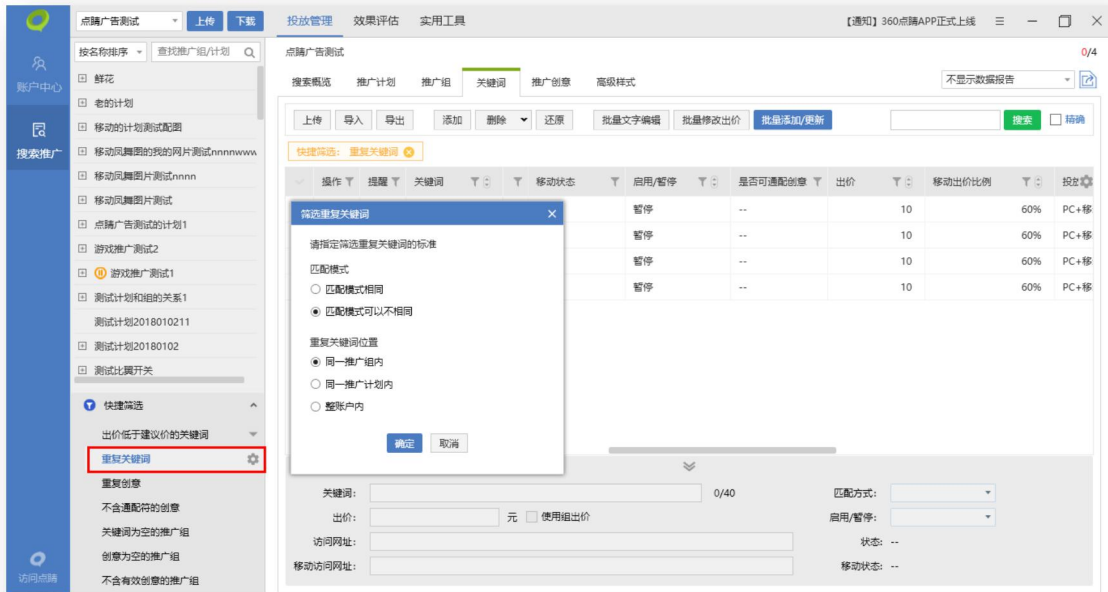 点睛广告测试 上传 下载 投放管理 效果评估 实用工具 【通知】360点睛APP正式上线
按名称排序 查找推广组/计划 点睛广告测试 0/4
账户中心
搜索推广
鲜花
老的计划
移动的计划测试配图
移动凤舞图的我的网片测试nnnnwww
移动凤舞图片测试nnnn
移动凤舞图片测试
点睛广告测试的计划1
游戏推广测试2
游戏推广测试1
测试计划和组的关系1
测试计划2018010211
测试计划20180102
测试比翼开关
快捷筛选
出价低于建议价的关键词
重复关键词
重复创意
不含通配符的创意
关键词为空的推广组
创意为空的推广组
不含有效创意的推广组
访问点睛
搜索概览 推广计划 推广组 关键词 推广创意 高级样式 不显示数据报告
上传 导入 导出 添加 删除 还原 批量文字编辑 批量修改出价 批量添加/更新 搜索 精确
快捷筛选: 重复关键词
操作 提醒 关键词 移动状态 启用/暂停 是否可通配创意 出价 移动出价比例 投放
暂停 -- 10 60% PC+移
暂停 -- 10 60% PC+移
暂停 -- 10 60% PC+移
暂停 -- 10 60% PC+移
筛选重复关键词
请指定筛选重复关键词的标准
匹配模式
匹配模式相同
匹配模式可以不相同
重复关键词位置
同一推广组内
同一推广计划内
整账户内
确定 取消
关键词: 0/40 匹配方式:
出价: 元 使用组出价 启用/暂停:
访问网址: 状态: --
移动访问网址: 移动状态: --